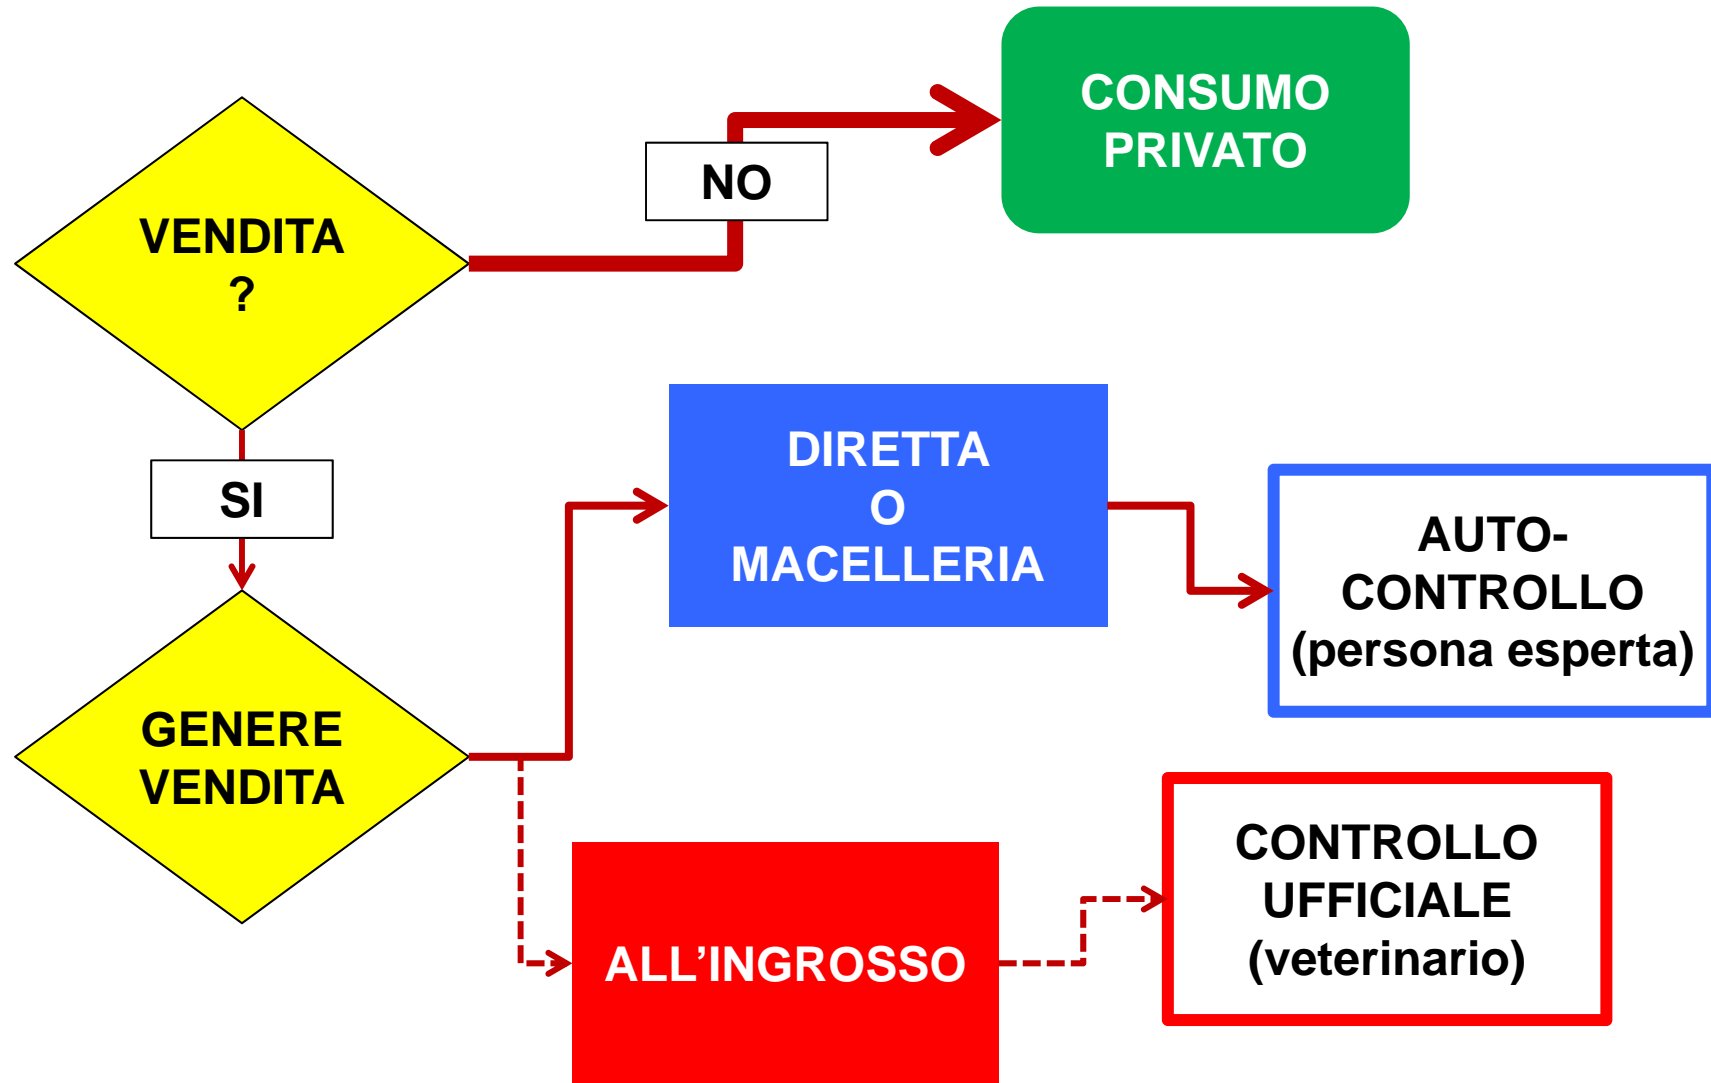 VENDITA
?
NO
CONSUMO
PRIVATO
SI
GENERE
VENDITA
DIRETTA
O
MACELLERIA
AUTO-
CONTROLLO
(persona esperta)
ALL’INGROSSO
CONTROLLO
UFFICIALE
(veterinario)